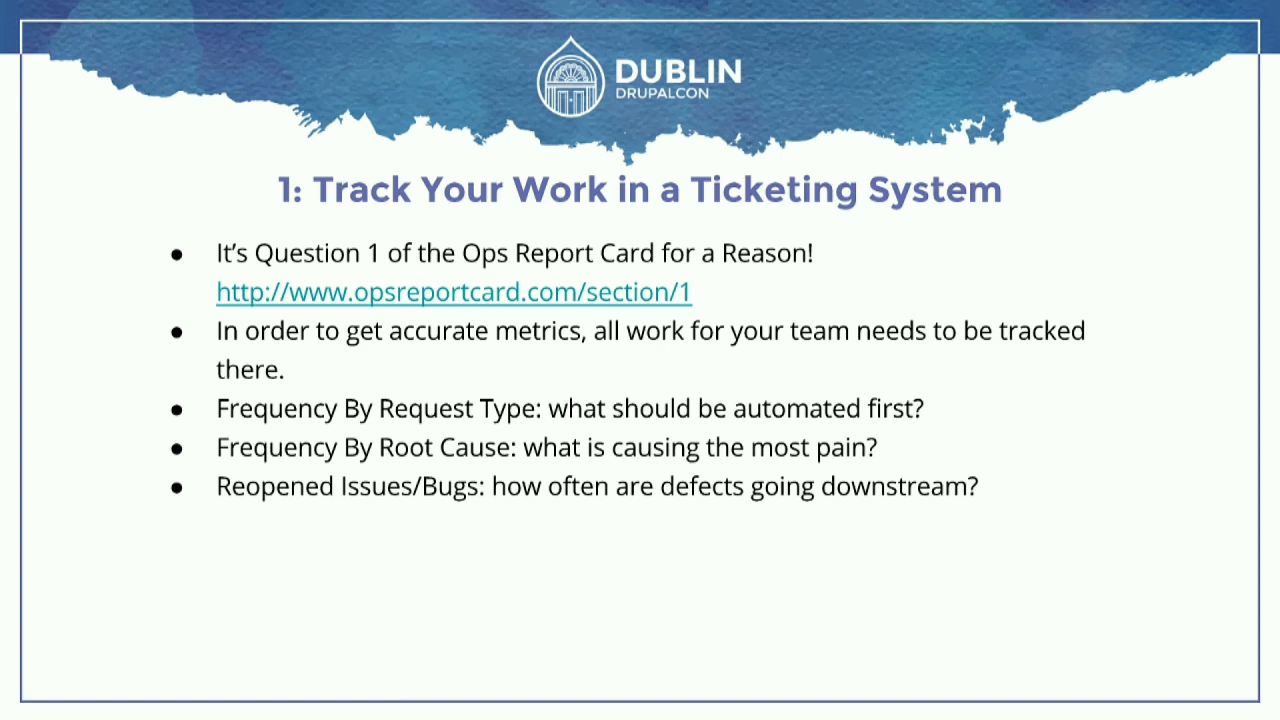 DUBLIN
DRUPALCON
1: Track Your Work in a Ticketing System
● It’s Question 1 of the Ops Report Card for a Reason!
http://www.opsreportcard.com/section/1
● In order to get accurate metrics, all work for your team needs to be tracked
there.
● Frequency By Request Type: what should be automated first?
● Frequency By Root Cause: what is causing the most pain?
● Reopened Issues/Bugs: how often are defects going downstream?